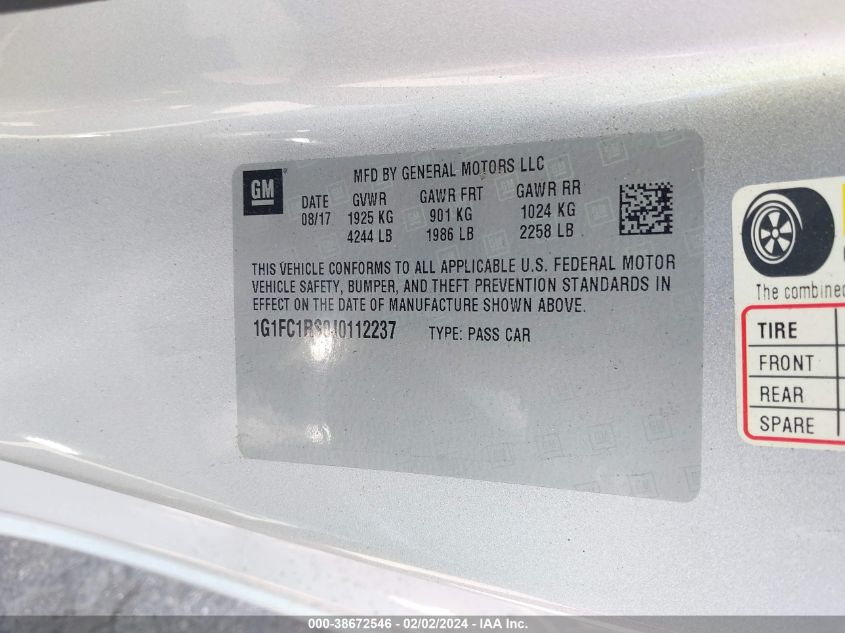 GM
MFD BY GENERAL MOTORS LLC
DATE GVWR GAWR FRT GAWR RR
08/17 1925 KG 901 KG 1024 KG
4244 LB 1986 LB 2258 LB
THIS VEHICLE CONFORMS TO ALL APPLICABLE U.S. FEDERAL MOTOR
VEHICLE SAFETY, BUMPER, AND THEFT PREVENTION STANDARDS IN
EFFECT ON THE DATE OF MANUFACTURE SHOWN ABOVE.
1G1FC1RS0J0112237 TYPE: PASS CAR
The combined
TIRE
FRONT
REAR
SPARE
000-38672546 - 02/02/2024 - IAA Inc.